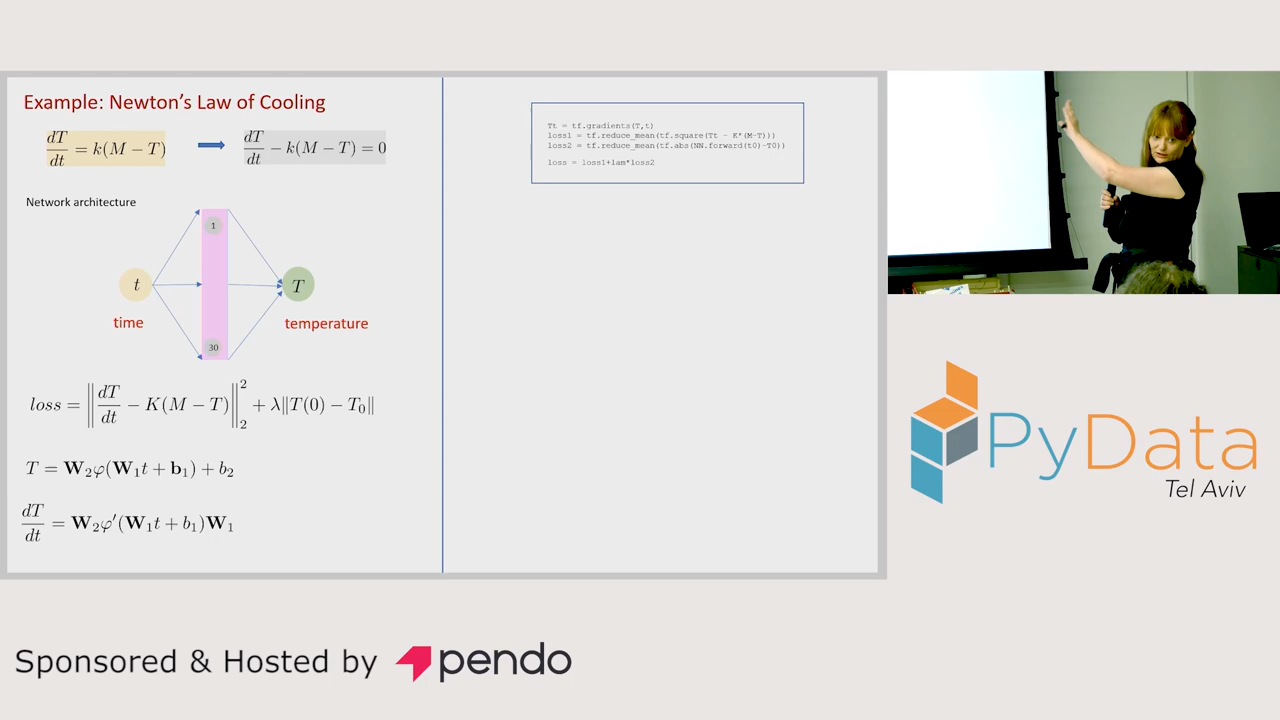 Example: Newton's Law of Cooling
dT/dt = k(M − T)
dT/dt − k(M − T) = 0
Network architecture
1
t
T
time
temperature
30
loss = ‖dT/dt − K(M − T)‖₂² + λ‖T(0) − T₀‖
T = W₂φ(W₁t + b₁) + b₂
dT/dt = W₂φ′(W₁t + b₁)W₁
Tt = tf.gradients(T,t)
loss1 = tf.reduce_mean(tf.square(Tt - K*(M-T)))
loss2 = tf.reduce_mean(tf.abs(NN.forward(t0)-T0))
loss = loss1+lam*loss2
PyData
Tel Aviv
Sponsored & Hosted by pendo